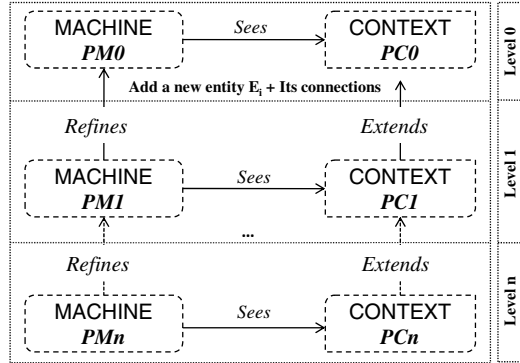 MACHINE Sees CONTEXT
PM0 PC0
Level 0
Add a new entity Ei + Its connections
Refines Extends
MACHINE Sees CONTEXT
PM1 PC1
Level 1
...
Refines Extends
MACHINE Sees CONTEXT
PMn PCn
Level n